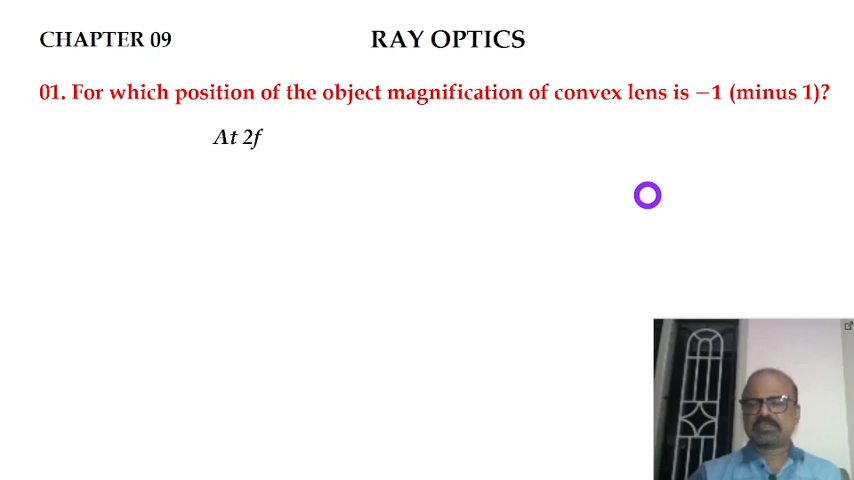 CHAPTER 09 RAY OPTICS
01. For which position of the object magnification of convex lens is −1 (minus 1)?
At 2f